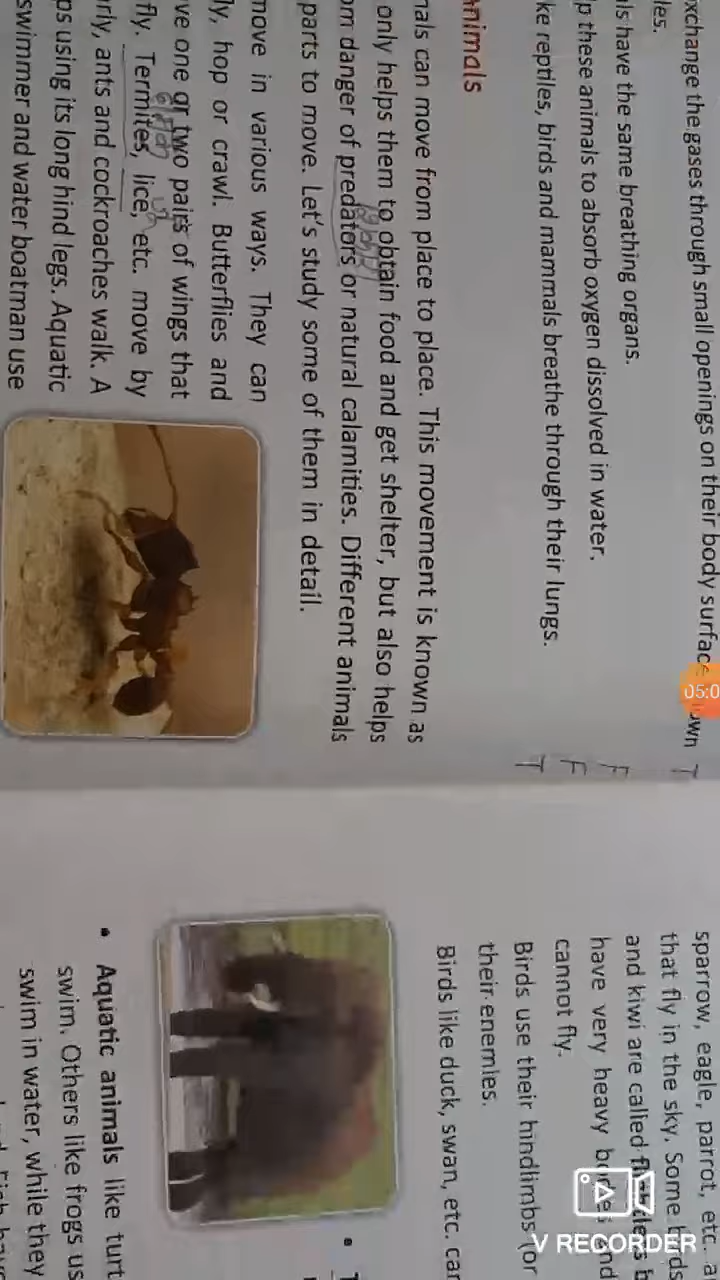 xchange the gases through small openings on their body surface
les.
ls have the same breathing organs. F
lp these animals to absorb oxygen dissolved in water. F
ke reptiles, birds and mammals breathe through their lungs. T
nimals
nals can move from place to place. This movement is known as
only helps them to obtain food and get shelter, but also helps
om danger of predators or natural calamities. Different animals
parts to move. Let's study some of them in detail.
move in various ways. They can
ly, hop or crawl. Butterflies and
ve one or two pairs of wings that
fly. Termites, lice, etc. move by
rly, ants and cockroaches walk. A
ps using its long hind legs. Aquatic
swimmer and water boatman use
sparrow, eagle, parrot, etc. a
that fly in the sky. Some birds
and kiwi are called
have very heavy bodies and
cannot fly.
Birds use their hindlimbs (or
their enemies.
Birds like duck, swan, etc. can
• Aquatic animals like turt
swim. Others like frogs us
swim in water, while they
05:0
V RECORDER